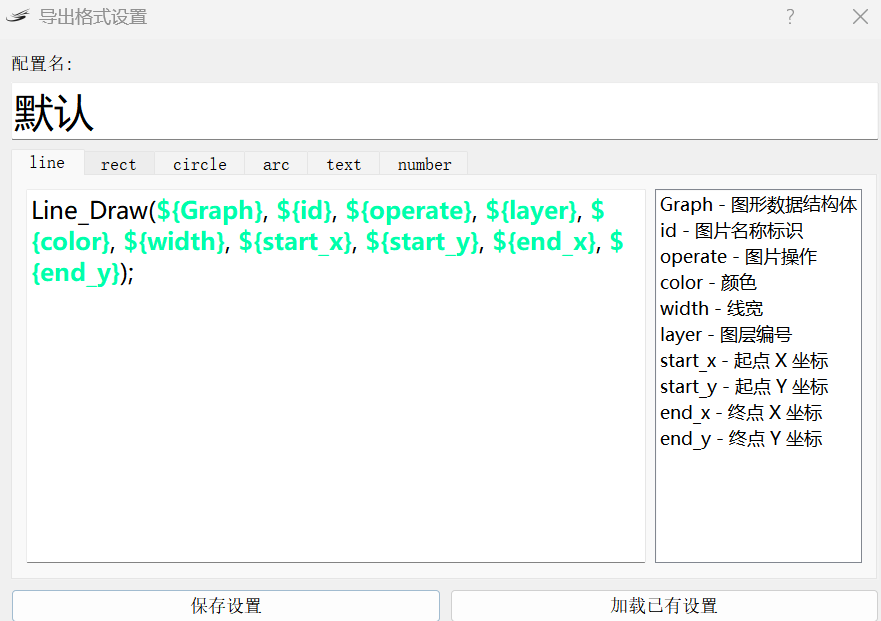 导出格式设置
配置名:
默认
line rect circle arc text number
Line_Draw(${Graph}, ${id}, ${operate}, ${layer}, $
{color}, ${width}, ${start_x}, ${start_y}, ${end_x}, $
{end_y});
Graph - 图形数据结构体
id - 图片名称标识
operate - 图片操作
color - 颜色
width - 线宽
layer - 图层编号
start_x - 起点 X 坐标
start_y - 起点 Y 坐标
end_x - 终点 X 坐标
end_y - 终点 Y 坐标
保存设置
加载已有设置